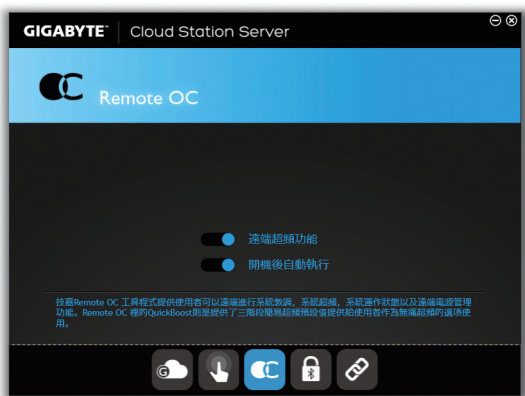 GIGABYTE™ Cloud Station Server
Remote OC
遠端超頻功能
開機後自動執行
技嘉Remote OC 工具程式提供使用者可以遠端進行系統教調，系統超頻，系統運作狀態以及遠端電源管理
功能。Remote OC 裡的QuickBoost則是提供了三階段簡易超頻預設值提供給使用者作為無痛超頻的選項使
用。
G